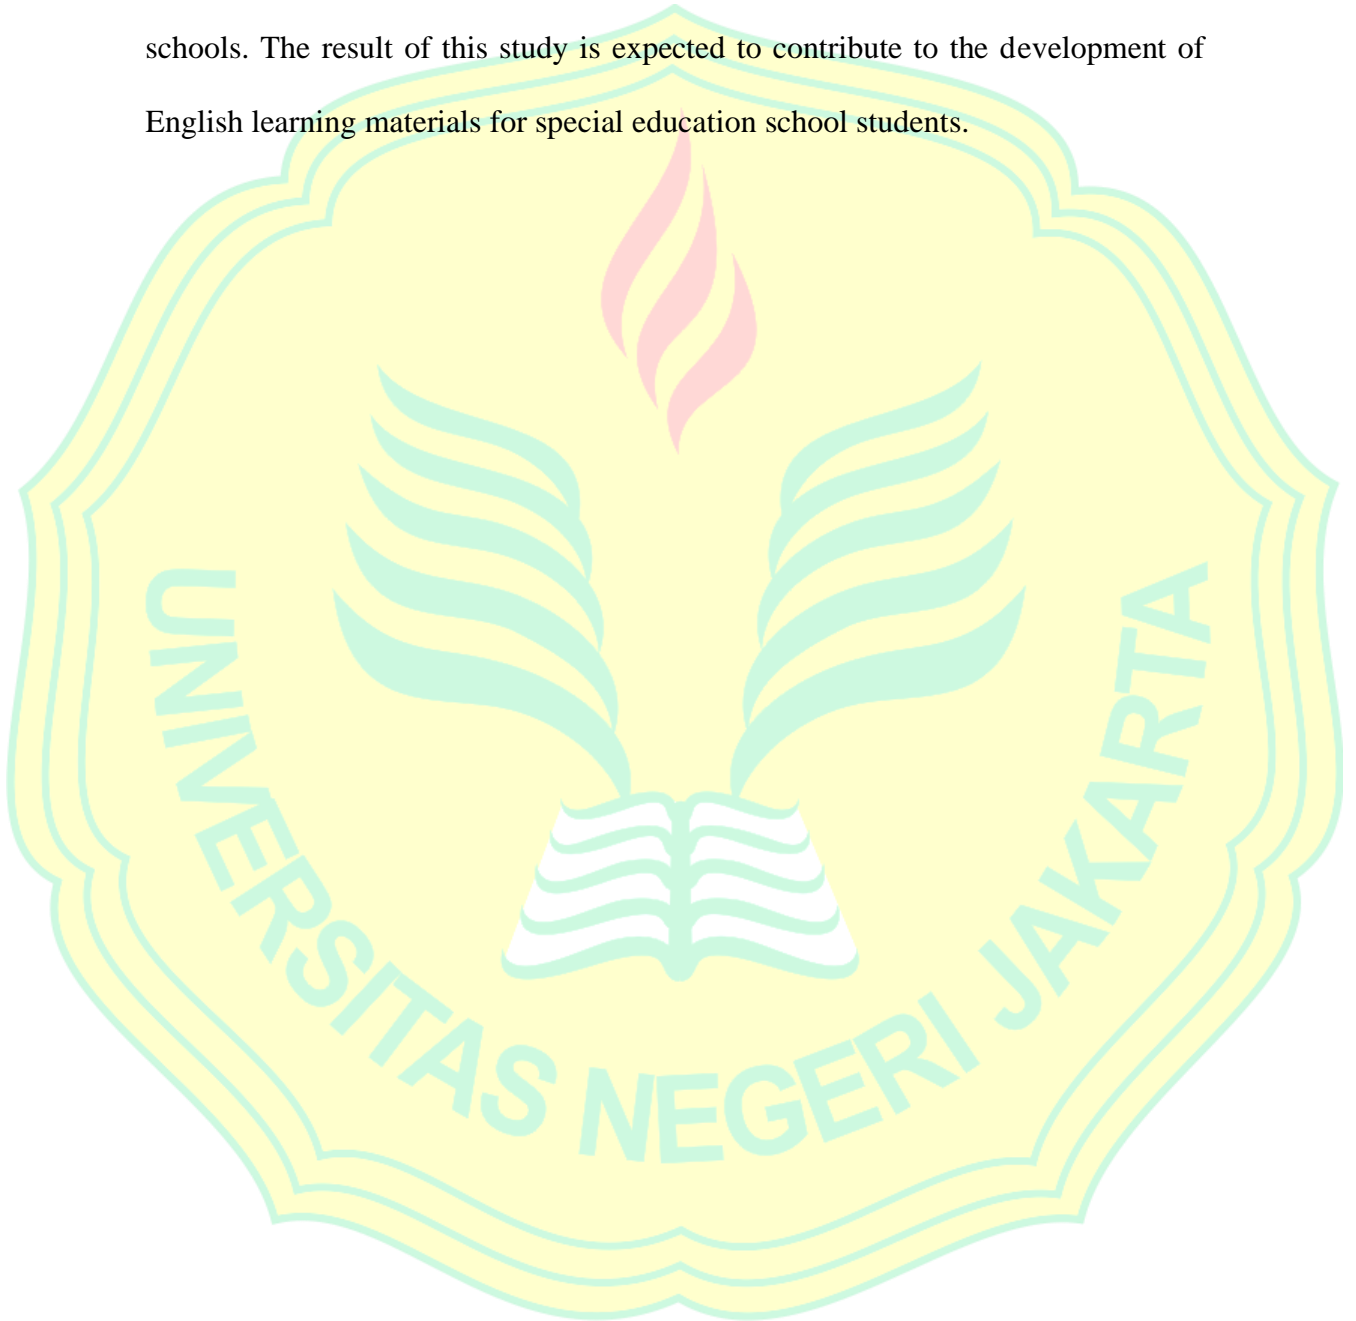 schools. The result of this study is expected to contribute to the development of
English learning materials for special education school students.
UNIVERSITAS NEGERI JAKARTA